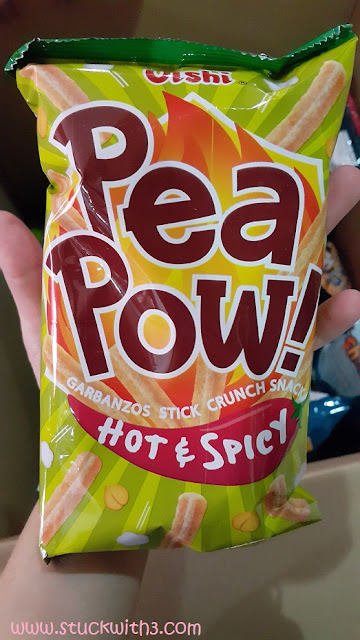 Oishi®
Pea
Pow!
GARBANZOS STICK CRUNCH SNACK
HOT & SPICY
www.stuckwith3.com